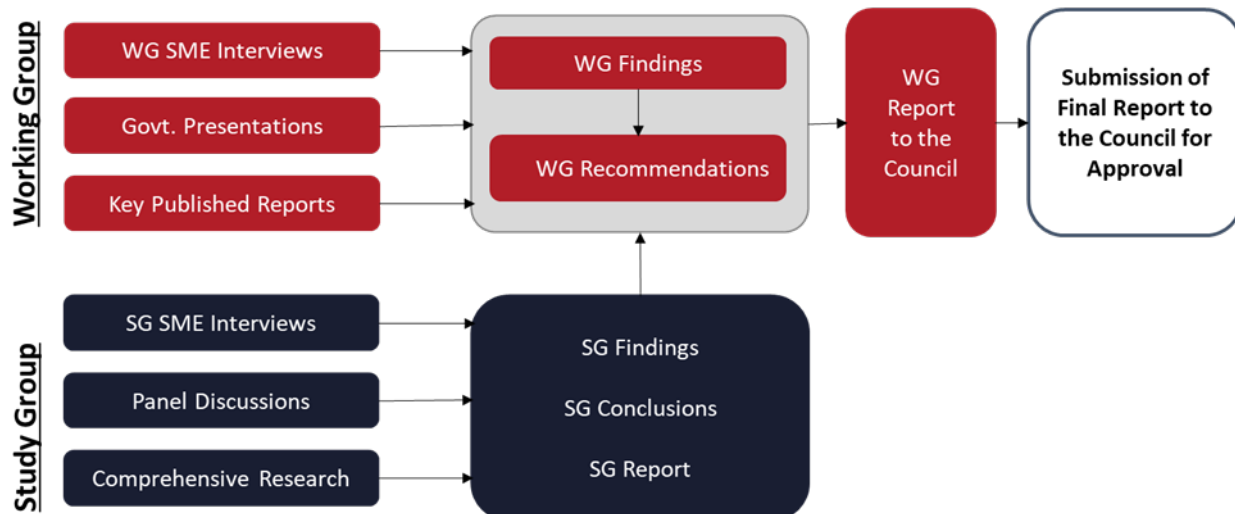 Working Group
WG SME Interviews
Govt. Presentations
Key Published Reports
WG Findings
WG Recommendations
WG
Report
to the
Council
Submission of
Final Report to
the Council for
Approval
Study Group
SG SME Interviews
Panel Discussions
Comprehensive Research
SG Findings
SG Conclusions
SG Report